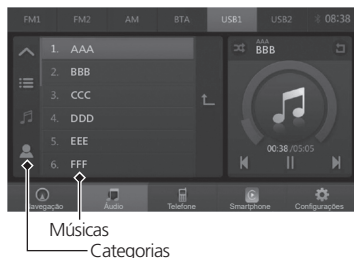 FM1 FM2 AM BTA USB1 USB2 08:38
1. AAA
2. BBB
3. CCC
4. DDD
5. EEE
6. FFF
AAA
BBB
00:38 /05:05
Navegação Áudio Telefone Smartphone Configurações
Músicas
Categorias